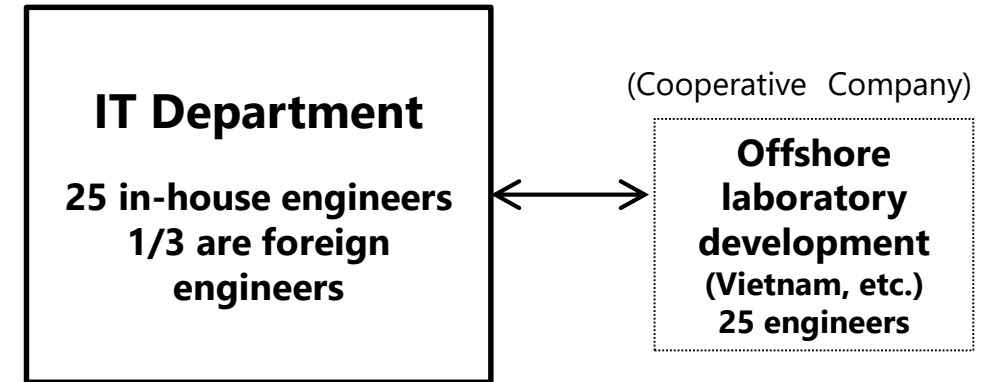 IT Department
25 in-house engineers
1/3 are foreign
engineers
(Cooperative Company)
Offshore
laboratory
development
(Vietnam, etc.)
25 engineers